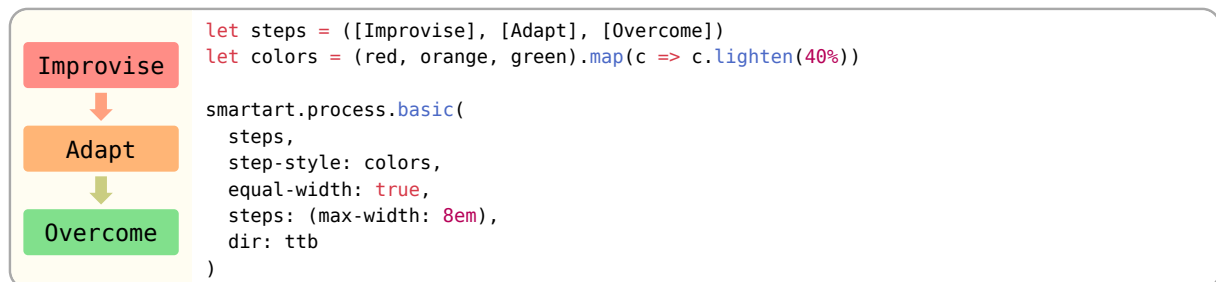 Improvise
Adapt
Overcome
let steps = ([Improvise], [Adapt], [Overcome])
let colors = (red, orange, green).map(c => c.lighten(40%))
smartart.process.basic(
  steps,
  step-style: colors,
  equal-width: true,
  steps: (max-width: 8em),
  dir: ttb
)